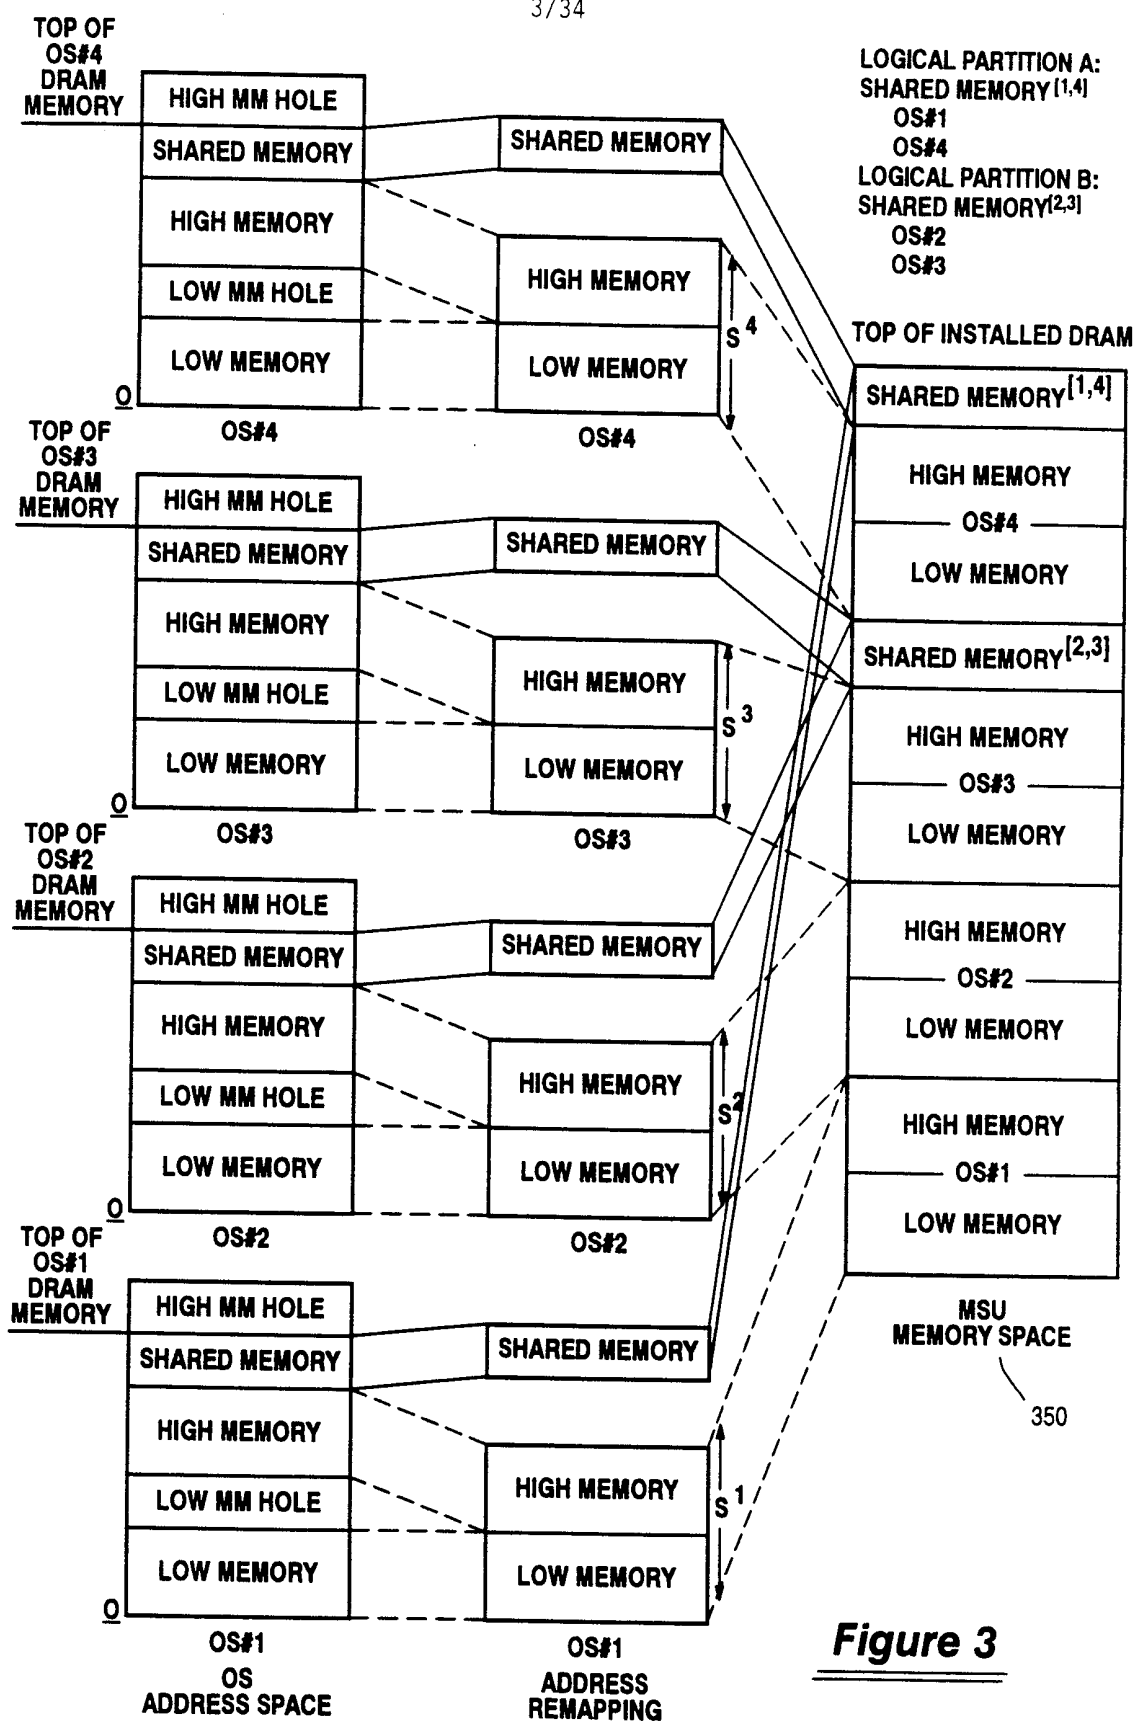 3/34
TOP OF
OS#4
DRAM
MEMORY
HIGH MM HOLE
SHARED MEMORY
HIGH MEMORY
LOW MM HOLE
LOW MEMORY
0
OS#4
SHARED MEMORY
HIGH MEMORY
LOW MEMORY
S4
OS#4
TOP OF
OS#3
DRAM
MEMORY
HIGH MM HOLE
SHARED MEMORY
HIGH MEMORY
LOW MM HOLE
LOW MEMORY
0
OS#3
SHARED MEMORY
HIGH MEMORY
LOW MEMORY
S3
OS#3
TOP OF
OS#2
DRAM
MEMORY
HIGH MM HOLE
SHARED MEMORY
HIGH MEMORY
LOW MM HOLE
LOW MEMORY
0
OS#2
SHARED MEMORY
HIGH MEMORY
LOW MEMORY
S2
OS#2
TOP OF
OS#1
DRAM
MEMORY
HIGH MM HOLE
SHARED MEMORY
HIGH MEMORY
LOW MM HOLE
LOW MEMORY
0
OS#1
OS
ADDRESS SPACE
SHARED MEMORY
HIGH MEMORY
LOW MEMORY
S1
OS#1
ADDRESS
REMAPPING
LOGICAL PARTITION A:
SHARED MEMORY[1,4]
OS#1
OS#4
LOGICAL PARTITION B:
SHARED MEMORY[2,3]
OS#2
OS#3
TOP OF INSTALLED DRAM
SHARED MEMORY[1,4]
HIGH MEMORY
OS#4
LOW MEMORY
SHARED MEMORY[2,3]
HIGH MEMORY
OS#3
LOW MEMORY
HIGH MEMORY
OS#2
LOW MEMORY
HIGH MEMORY
OS#1
LOW MEMORY
MSU
MEMORY SPACE
350
Figure 3